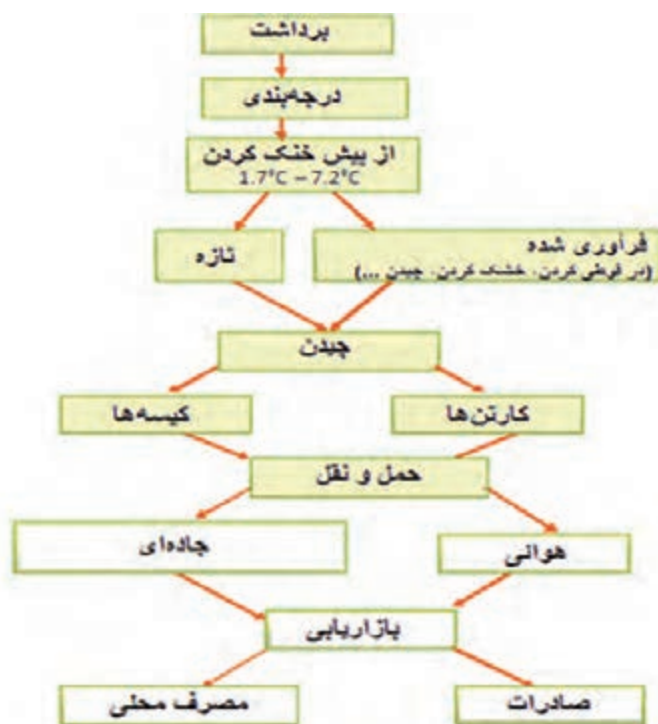 برداشت
درجه‌بندی
از پیش خنک کردن
1.7°C – 7.2°C
فرآوری شده
(در قوطی کردن، خشک کردن، چیدن ...)
تازه
چیدن
کارتن‌ها
کیسه‌ها
حمل و نقل
هوائی
جاده‌ای
بازاریابی
صادرات
مصرف محلی